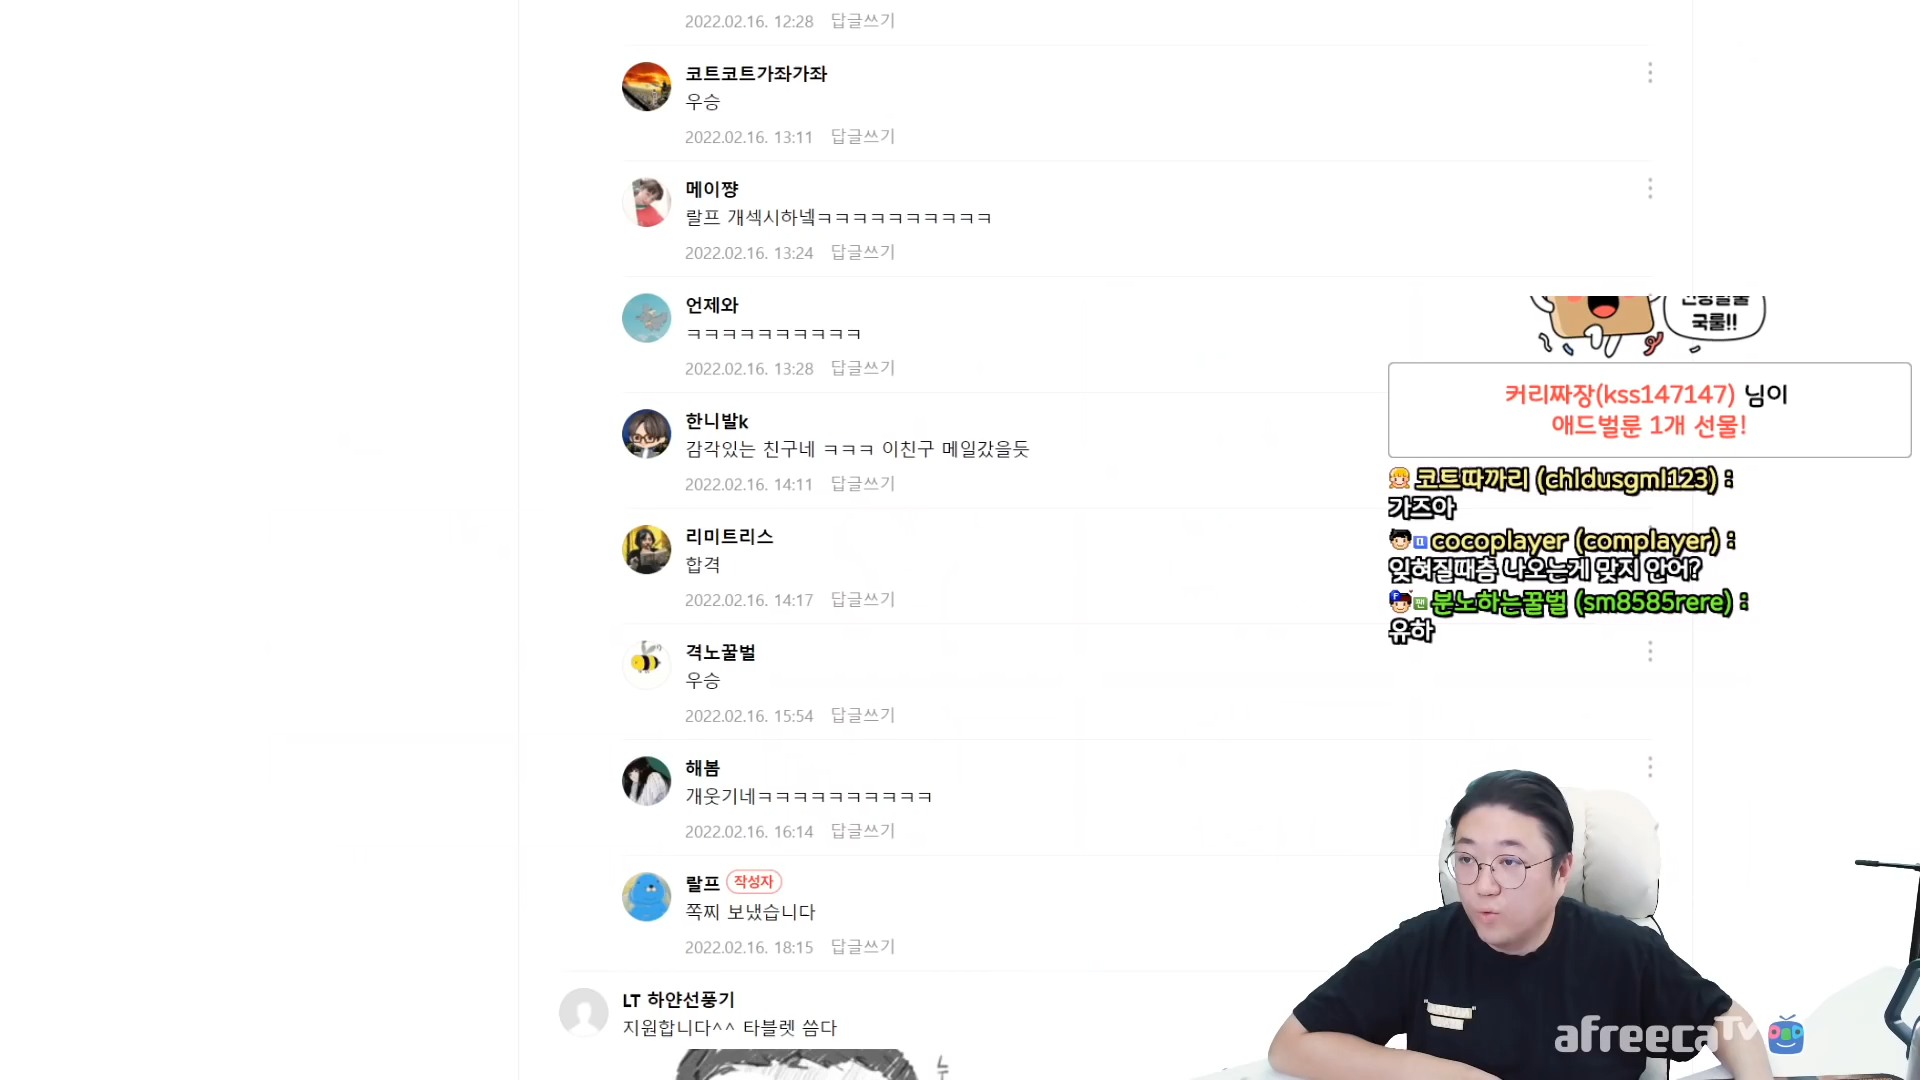 2022.02.16. 12:28 답글쓰기
코트코트가좌가좌
우승
2022.02.16. 13:11 답글쓰기
메이쨩
랄프 개섹시하넼ㅋㅋㅋㅋㅋㅋㅋㅋㅋㅋ
2022.02.16. 13:24 답글쓰기
언제와
ㅋㅋㅋㅋㅋㅋㅋㅋㅋㅋ
2022.02.16. 13:28 답글쓰기
한니발k
감각있는 친구네 ㅋㅋㅋ 이친구 메일갔을듯
2022.02.16. 14:11 답글쓰기
리미트리스
합격
2022.02.16. 14:17 답글쓰기
격노꿀벌
우승
2022.02.16. 15:54 답글쓰기
해봄
개웃기네ㅋㅋㅋㅋㅋㅋㅋㅋㅋㅋ
2022.02.16. 16:14 답글쓰기
랄프 작성자
쪽찌 보냈습니다
2022.02.16. 18:15 답글쓰기
LT 하얀선풍기
지원합니다^^ 타블렛 씀다
국룰!!
커리짜장(kss147147) 님이
애드벌룬 1개 선물!
코트따까리 (chldusgml123) :
가즈아
cocoplayer (complayer) :
잊혀질때츰 나오는게 맞지 안어?
분노하는꿀벌 (sm8585rere) :
유하
afreecaTV